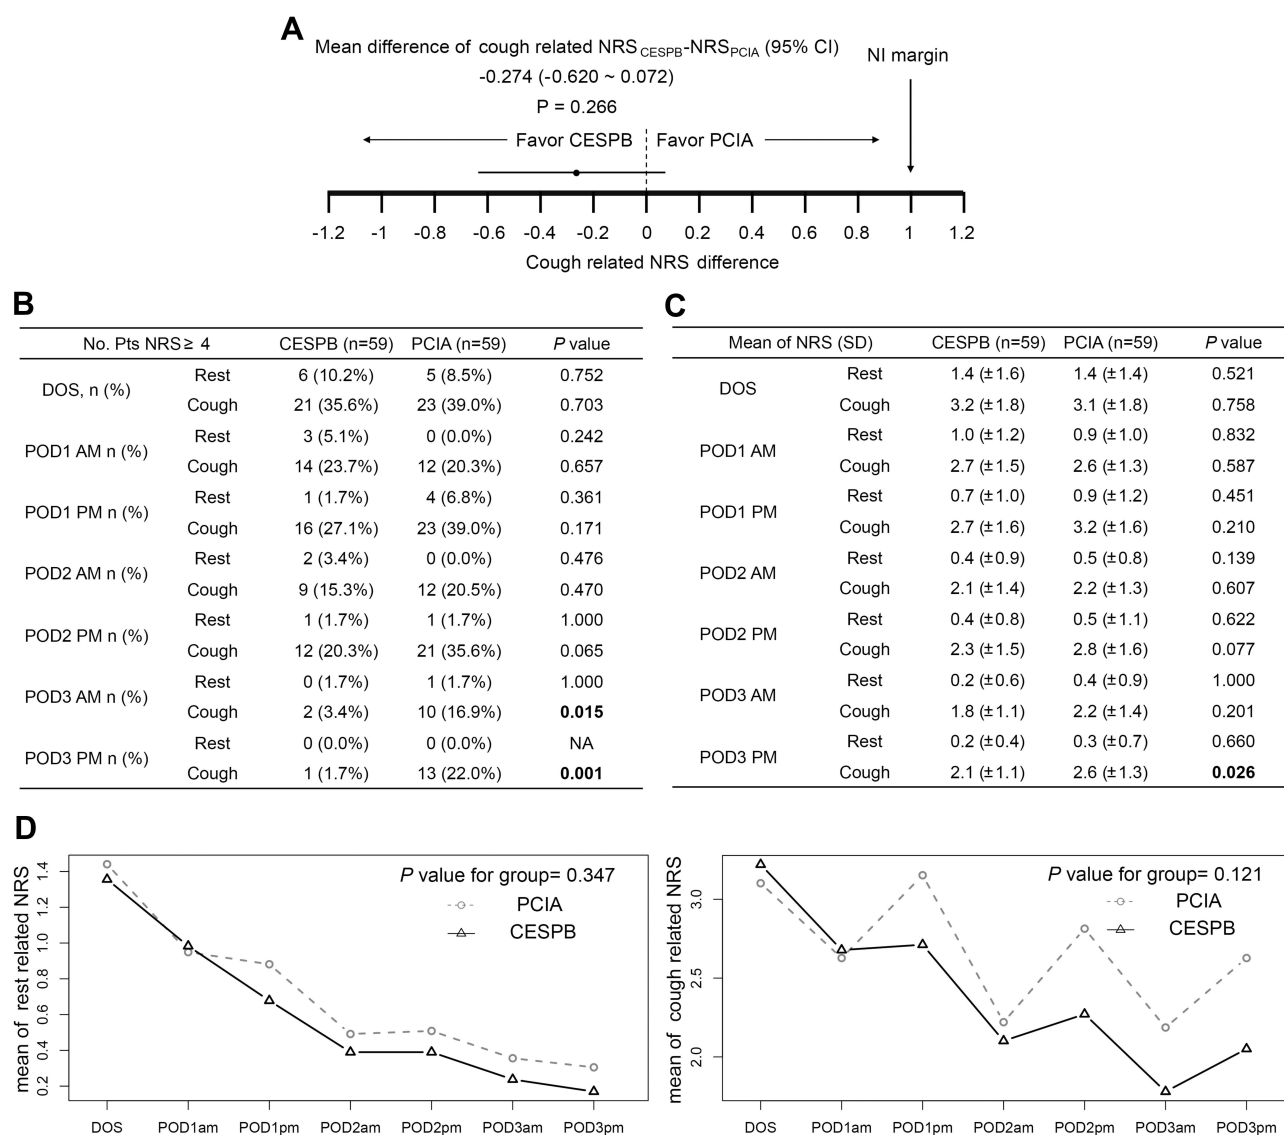 A
Mean difference of cough related NRS CESPB-NRS PCIA (95% CI)
-0.274 (-0.620 ~ 0.072)
P = 0.266
NI margin
Favor CESPB Favor PCIA
-1.2 -1 -0.8 -0.6 -0.4 -0.2 0 0.2 0.4 0.6 0.8 1 1.2
Cough related NRS difference
B
No. Pts NRS ≥ 4 CESPB (n=59) PCIA (n=59) P value
DOS, n (%)
Rest 6 (10.2%) 5 (8.5%) 0.752
Cough 21 (35.6%) 23 (39.0%) 0.703
POD1 AM n (%)
Rest 3 (5.1%) 0 (0.0%) 0.242
Cough 14 (23.7%) 12 (20.3%) 0.657
POD1 PM n (%)
Rest 1 (1.7%) 4 (6.8%) 0.361
Cough 16 (27.1%) 23 (39.0%) 0.171
POD2 AM n (%)
Rest 2 (3.4%) 0 (0.0%) 0.476
Cough 9 (15.3%) 12 (20.5%) 0.470
POD2 PM n (%)
Rest 1 (1.7%) 1 (1.7%) 1.000
Cough 12 (20.3%) 21 (35.6%) 0.065
POD3 AM n (%)
Rest 0 (1.7%) 1 (1.7%) 1.000
Cough 2 (3.4%) 10 (16.9%) 0.015
POD3 PM n (%)
Rest 0 (0.0%) 0 (0.0%) NA
Cough 1 (1.7%) 13 (22.0%) 0.001
C
Mean of NRS (SD) CESPB (n=59) PCIA (n=59) P value
DOS
Rest 1.4 (±1.6) 1.4 (±1.4) 0.521
Cough 3.2 (±1.8) 3.1 (±1.8) 0.758
POD1 AM
Rest 1.0 (±1.2) 0.9 (±1.0) 0.832
Cough 2.7 (±1.5) 2.6 (±1.3) 0.587
POD1 PM
Rest 0.7 (±1.0) 0.9 (±1.2) 0.451
Cough 2.7 (±1.6) 3.2 (±1.6) 0.210
POD2 AM
Rest 0.4 (±0.9) 0.5 (±0.8) 0.139
Cough 2.1 (±1.4) 2.2 (±1.3) 0.607
POD2 PM
Rest 0.4 (±0.8) 0.5 (±1.1) 0.622
Cough 2.3 (±1.5) 2.8 (±1.6) 0.077
POD3 AM
Rest 0.2 (±0.6) 0.4 (±0.9) 1.000
Cough 1.8 (±1.1) 2.2 (±1.4) 0.201
POD3 PM
Rest 0.2 (±0.4) 0.3 (±0.7) 0.660
Cough 2.1 (±1.1) 2.6 (±1.3) 0.026
D
mean of rest related NRS
1.4
1.2
1.0
0.8
0.6
0.4
0.2
P value for group= 0.347
PCIA
CESPB
DOS POD1am POD1pm POD2am POD2pm POD3am POD3pm
mean of cough related NRS
3.0
2.5
2.0
P value for group= 0.121
PCIA
CESPB
DOS POD1am POD1pm POD2am POD2pm POD3am POD3pm